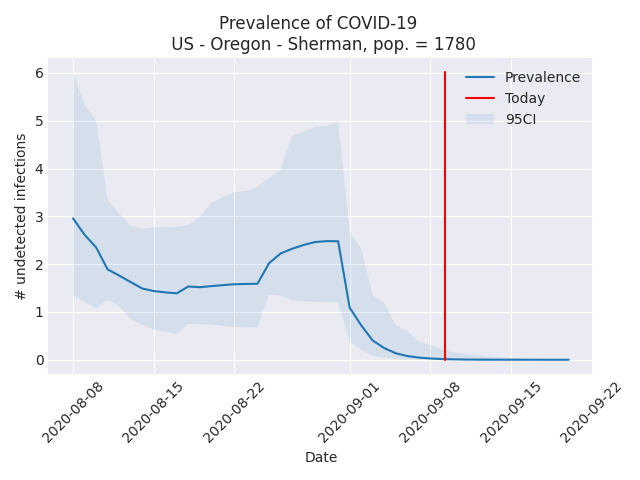 Prevalence of COVID-19
US - Oregon - Sherman, pop. = 1780
# undetected infections
6
5
4
3
2
1
0
Prevalence
Today
95CI
2020-08-08
2020-08-15
2020-08-22
2020-09-01
2020-09-08
2020-09-15
2020-09-22
Date